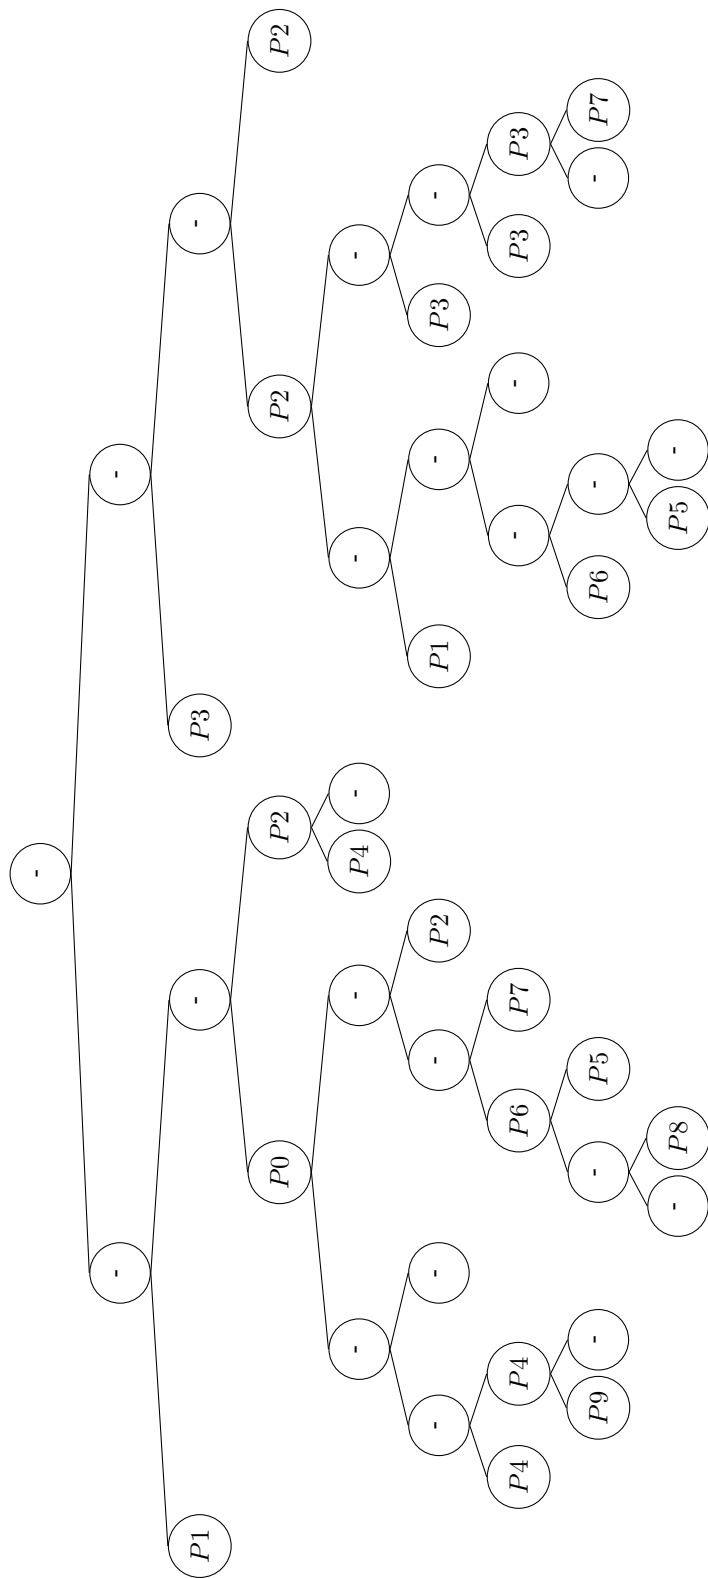 -
- -
P1 - P3 -
P0 P2 P2 P2
- - P4 - - -
- - - P2 P1 - P3 -
P4 P4 P6 P7 - - P3 P3
P9 - - P5 P6 - - P7
- P8 P5 -